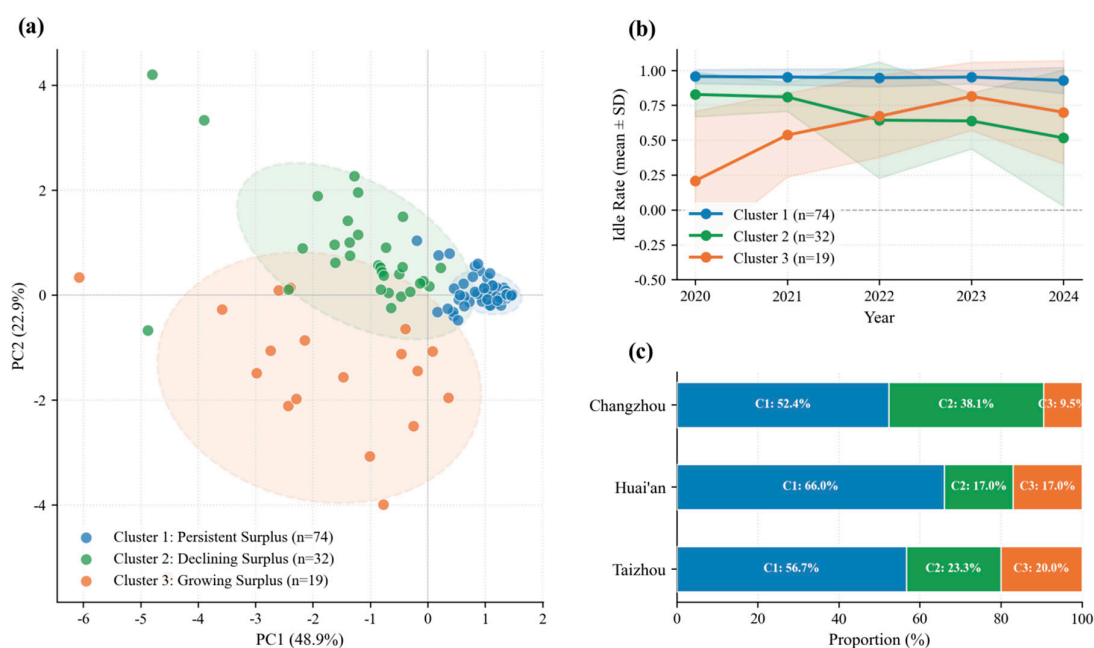 (a)
4
2
0
-2
-4
PC2 (22.9%)
Cluster 1: Persistent Surplus (n=74)
Cluster 2: Declining Surplus (n=32)
Cluster 3: Growing Surplus (n=19)
-6
-5
-4
-3
-2
-1
0
1
2
PC1 (48.9%)
(b)
1.00
0.75
0.50
0.25
0.00
-0.25
-0.50
Idle Rate (mean ± SD)
Cluster 1 (n=74)
Cluster 2 (n=32)
Cluster 3 (n=19)
2020
2021
2022
2023
2024
Year
(c)
Changzhou
C1: 52.4%
C2: 38.1%
C3: 9.5%
Huai'an
C1: 66.0%
C2: 17.0%
C3: 17.0%
Taizhou
C1: 56.7%
C2: 23.3%
C3: 20.0%
0
20
40
60
80
100
Proportion (%)